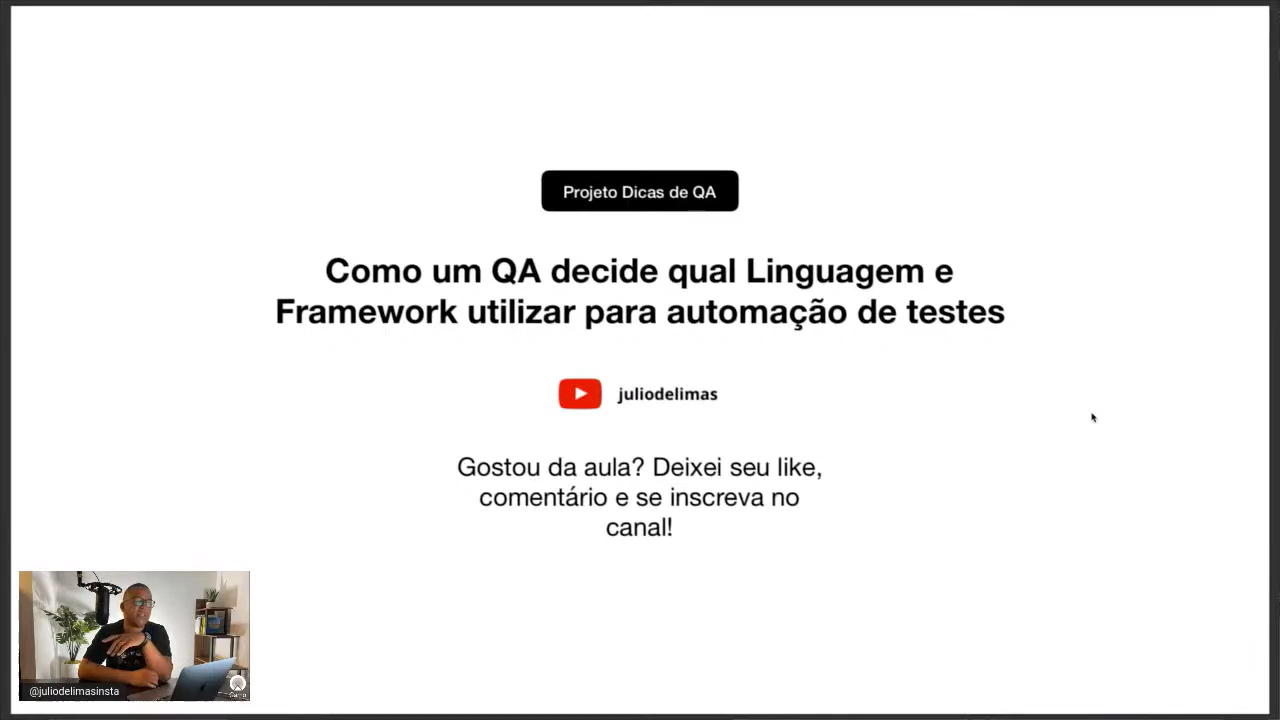 Projeto Dicas de QA
Como um QA decide qual Linguagem e
Framework utilizar para automação de testes
juliodelimas
Gostou da aula? Deixei seu like,
comentário e se inscreva no
canal!
@juliodelimasinsta